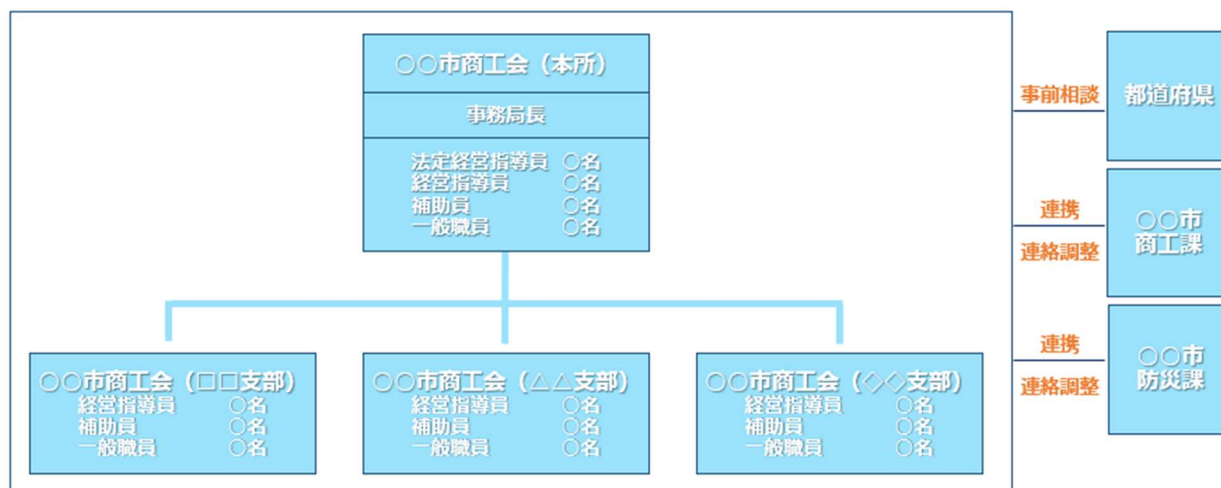 ○○市商工会（本所）
事務局長
法定経営指導員 ○名
経営指導員 ○名
補助員 ○名
一般職員 ○名
○○市商工会（□□支部）
経営指導員 ○名
補助員 ○名
一般職員 ○名
○○市商工会（△△支部）
経営指導員 ○名
補助員 ○名
一般職員 ○名
○○市商工会（◇◇支部）
経営指導員 ○名
補助員 ○名
一般職員 ○名
事前相談
都道府県
連携
連絡調整
○○市
商工課
連携
連絡調整
○○市
防災課